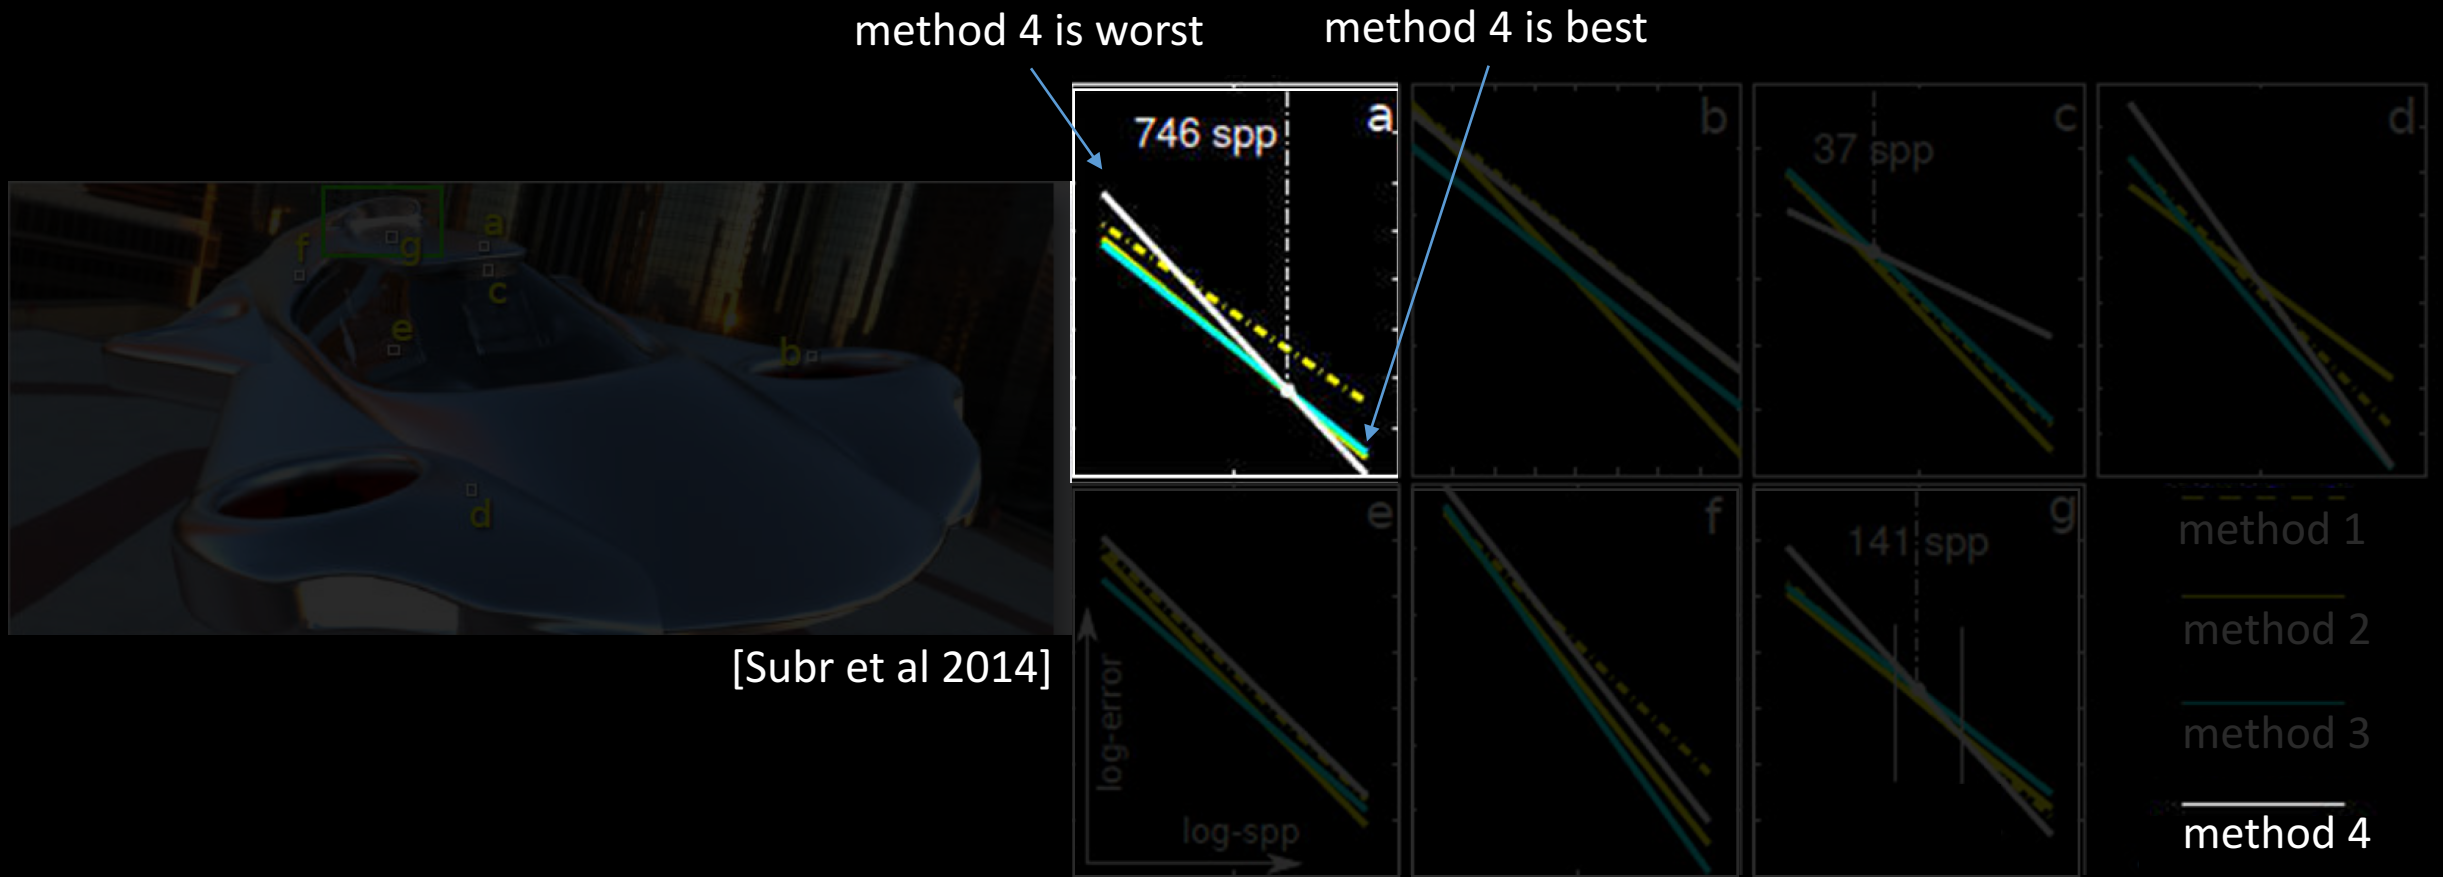 method 4 is worst
method 4 is best
746 spp
a
b
37 spp
c
d
f
g
a
c
e
b
d
[Subr et al 2014]
e
log-error
log-spp
f
141 spp
g
method 1
method 2
method 3
method 4